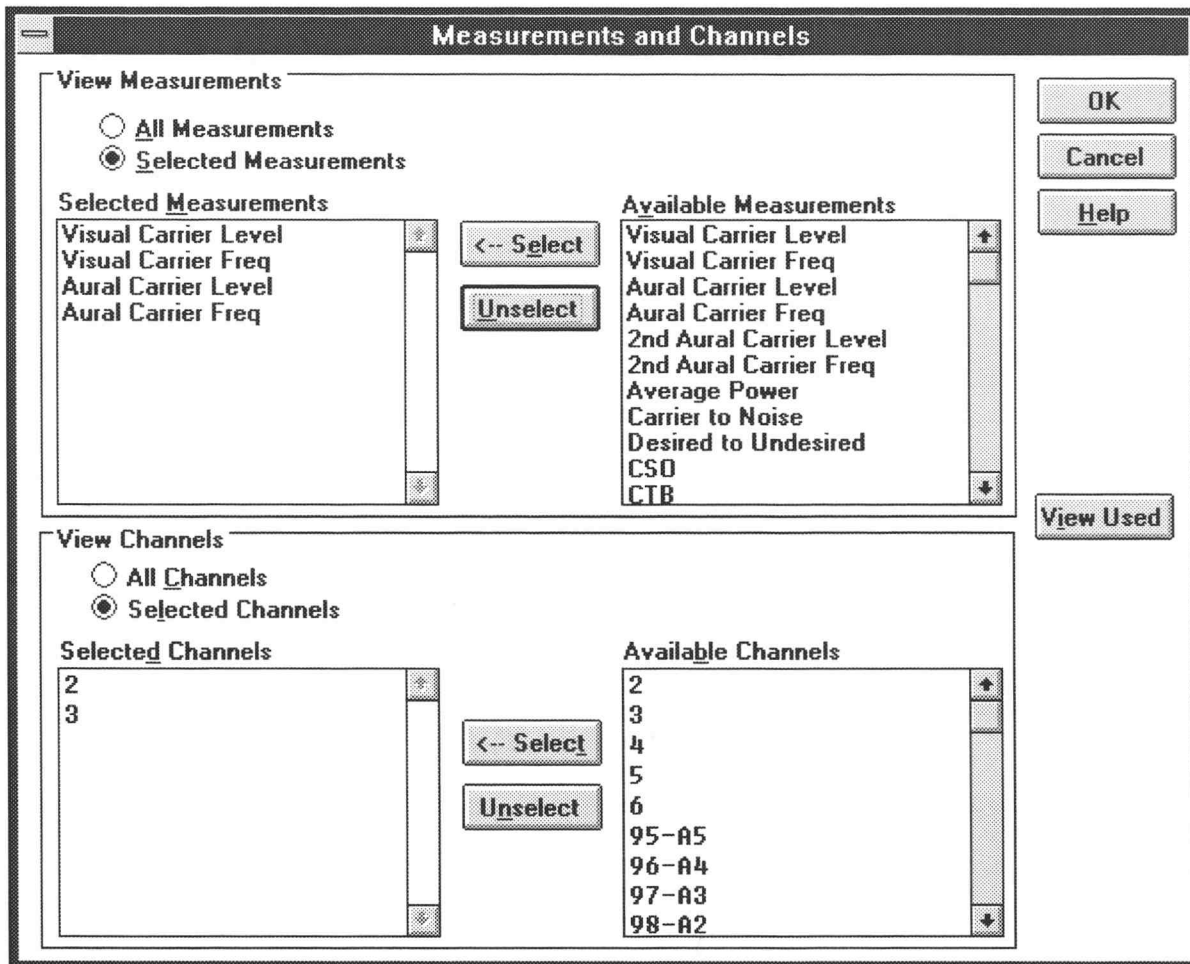 Measurements and Channels
View Measurements
All Measurements
Selected Measurements
Selected Measurements
Visual Carrier Level
Visual Carrier Freq
Aural Carrier Level
Aural Carrier Freq
<-- Select
Unselect
Available Measurements
Visual Carrier Level
Visual Carrier Freq
Aural Carrier Level
Aural Carrier Freq
2nd Aural Carrier Level
2nd Aural Carrier Freq
Average Power
Carrier to Noise
Desired to Undesired
CSO
CTB
OK
Cancel
Help
View Used
View Channels
All Channels
Selected Channels
Selected Channels
2
3
<-- Select
Unselect
Available Channels
2
3
4
5
6
95-A5
96-A4
97-A3
98-A2